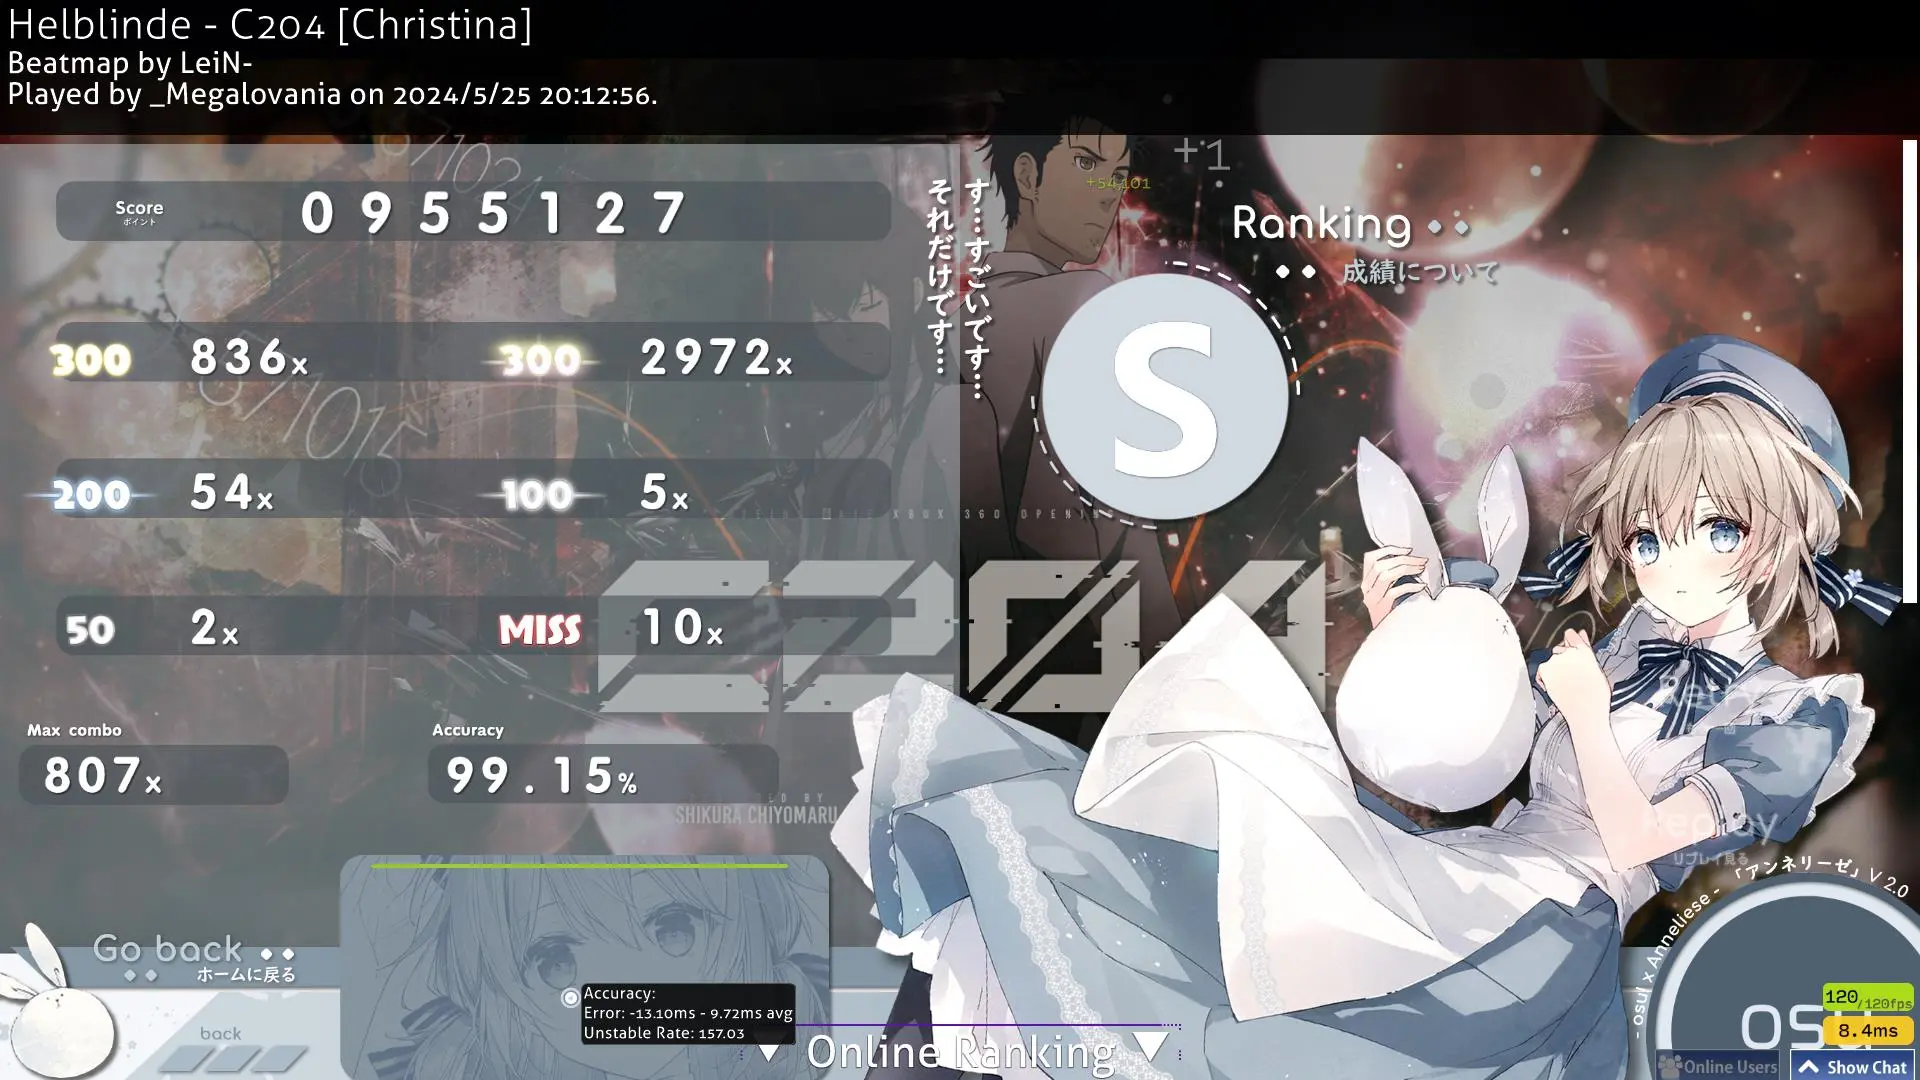 Helblinde - C204 [Christina]
Beatmap by LeiN-
Played by _Megalovania on 2024/5/25 20:12:56.
+1
+54,101
Score
ポイント
0955127
す…すごいです…
それだけです…
Ranking
成績について
S
300 836x 300 2972x
200 54x 100 5x
XBOX 360 OPENING
50 2x MISS 10x
C204
Max combo
807x
Accuracy
99.15%
SHIKURA CHIYOMARU
Replay
リプレイ見る
- osu! x Anneliese - 「アンネリーゼ」 V 2.0
Go back
ホームに戻る
back
Accuracy:
Error: -13.10ms - 9.72ms avg
Unstable Rate: 157.03
Online Ranking
osu
120/120fps
8.4ms
Online Users
Show Chat